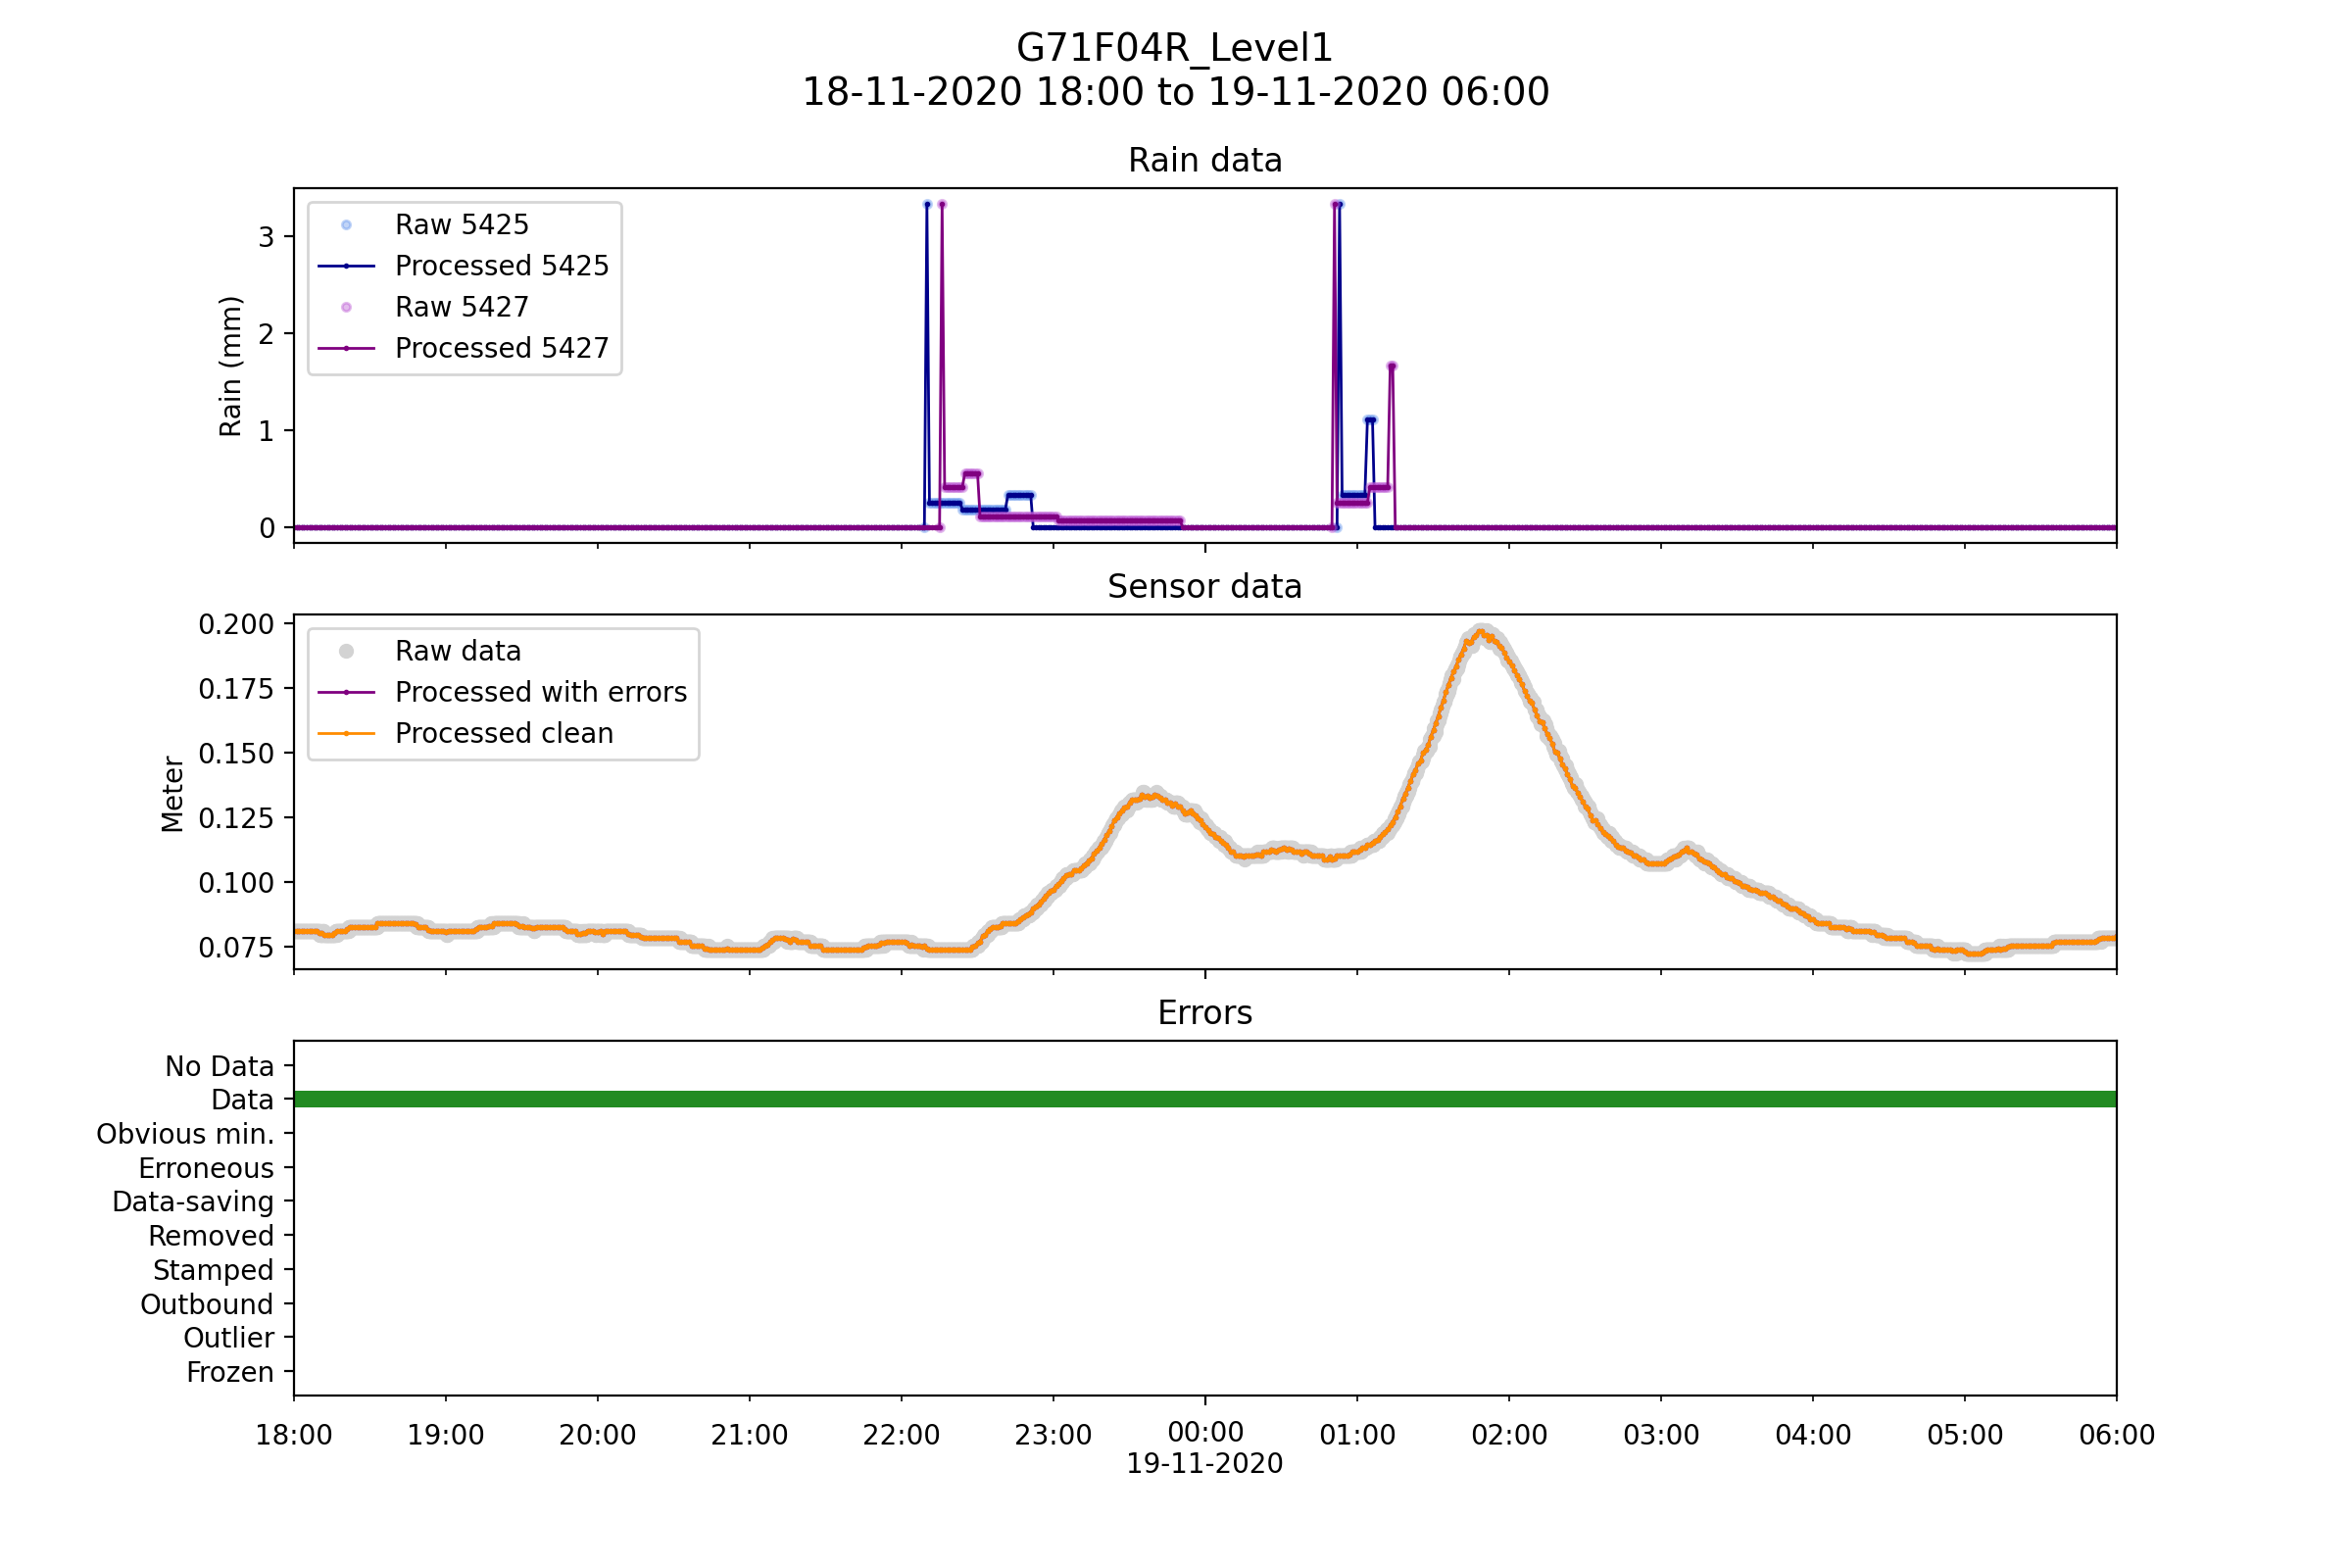 G71F04R_Level1
18-11-2020 18:00 to 19-11-2020 06:00
Rain data
Rain (mm)
3
2
1
0
Raw 5425
Processed 5425
Raw 5427
Processed 5427
Sensor data
Meter
0.200
0.175
0.150
0.125
0.100
0.075
Raw data
Processed with errors
Processed clean
Errors
No Data
Data
Obvious min.
Erroneous
Data-saving
Removed
Stamped
Outbound
Outlier
Frozen
18:00 19:00 20:00 21:00 22:00 23:00 00:00 01:00 02:00 03:00 04:00 05:00 06:00
19-11-2020